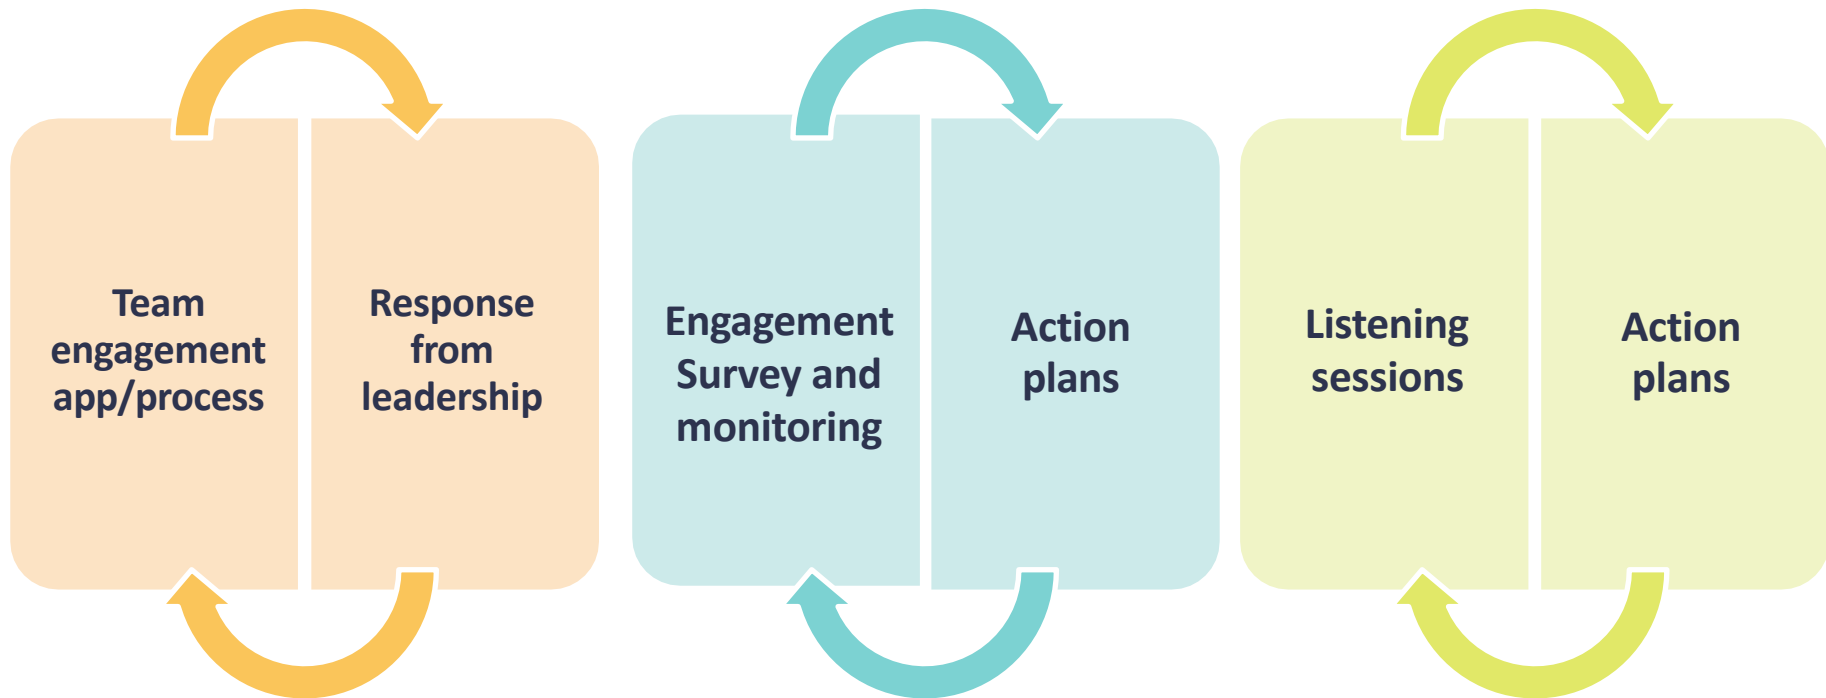 Team
engagement
app/process
Response
from
leadership
Engagement
Survey and
monitoring
Action
plans
Listening
sessions
Action
plans